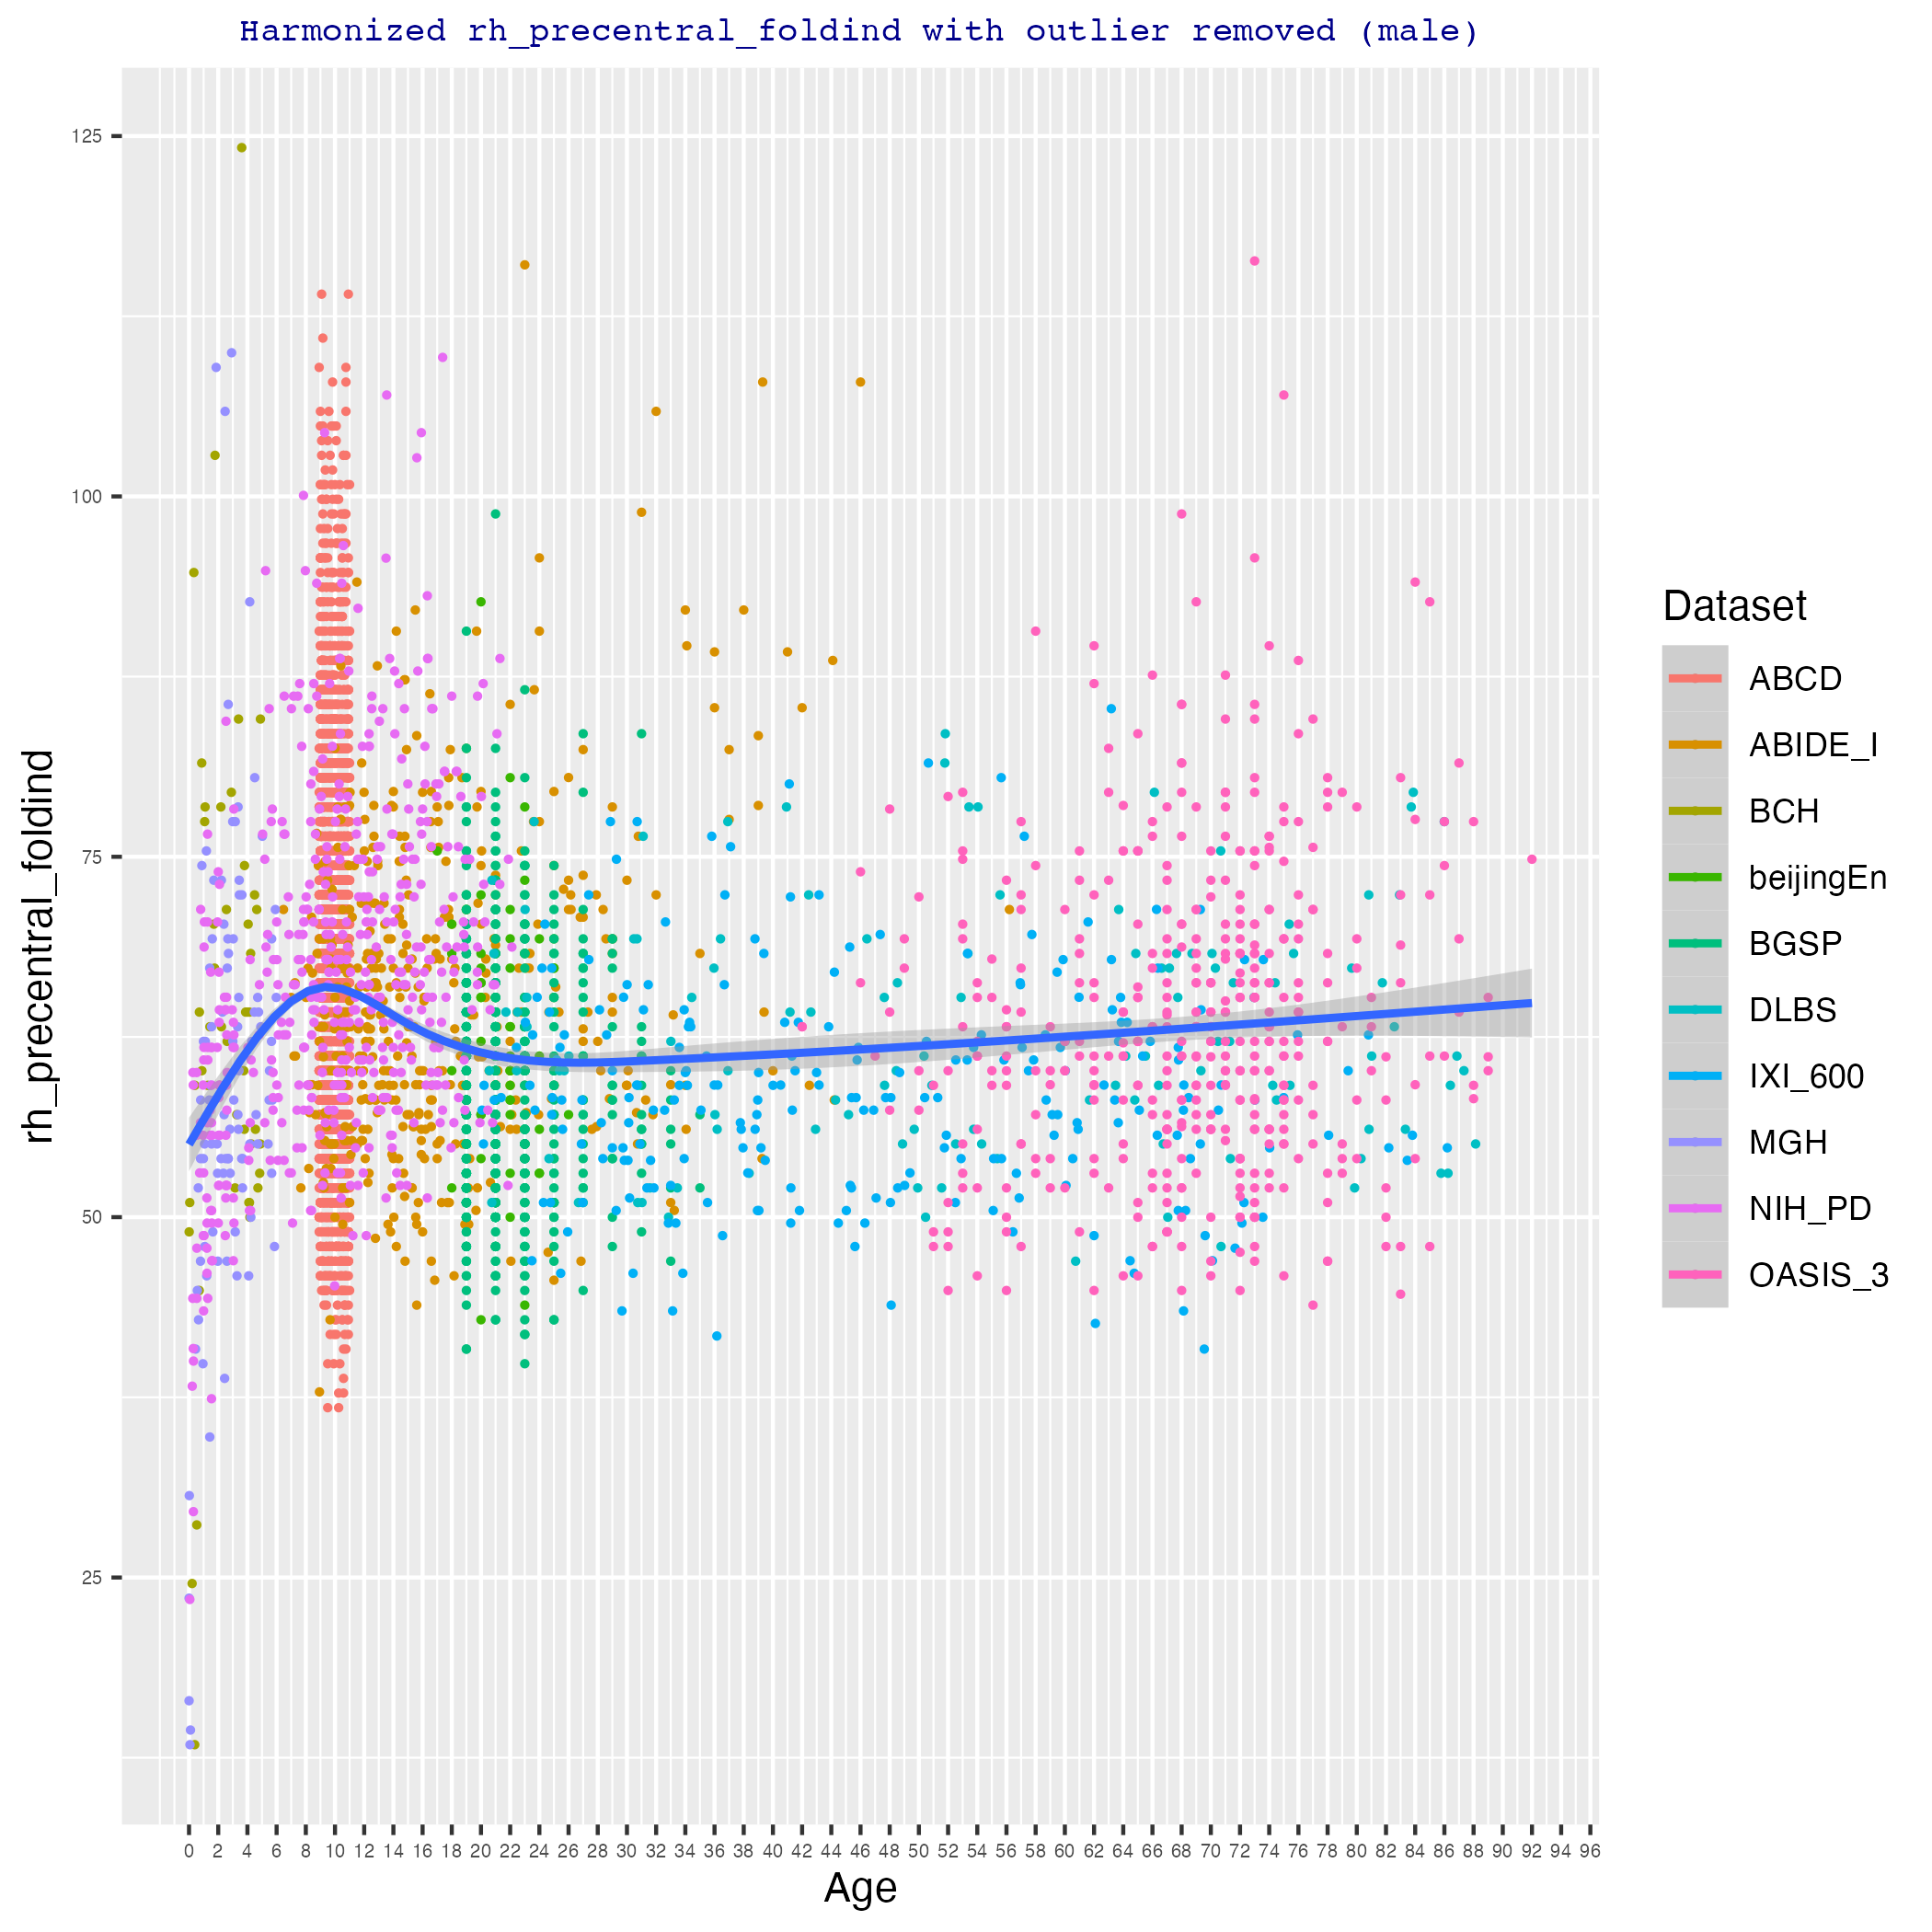 Harmonized rh_precentral_foldind with outlier removed (male)
125
100
75
50
25
rh_precentral_foldind
0 2 4 6 8 10 12 14 16 18 20 22 24 26 28 30 32 34 36 38 40 42 44 46 48 50 52 54 56 58 60 62 64 66 68 70 72 74 76 78 80 82 84 86 88 90 92 94 96
Age
Dataset
ABCD
ABIDE_I
BCH
beijingEn
BGSP
DLBS
IXI_600
MGH
NIH_PD
OASIS_3